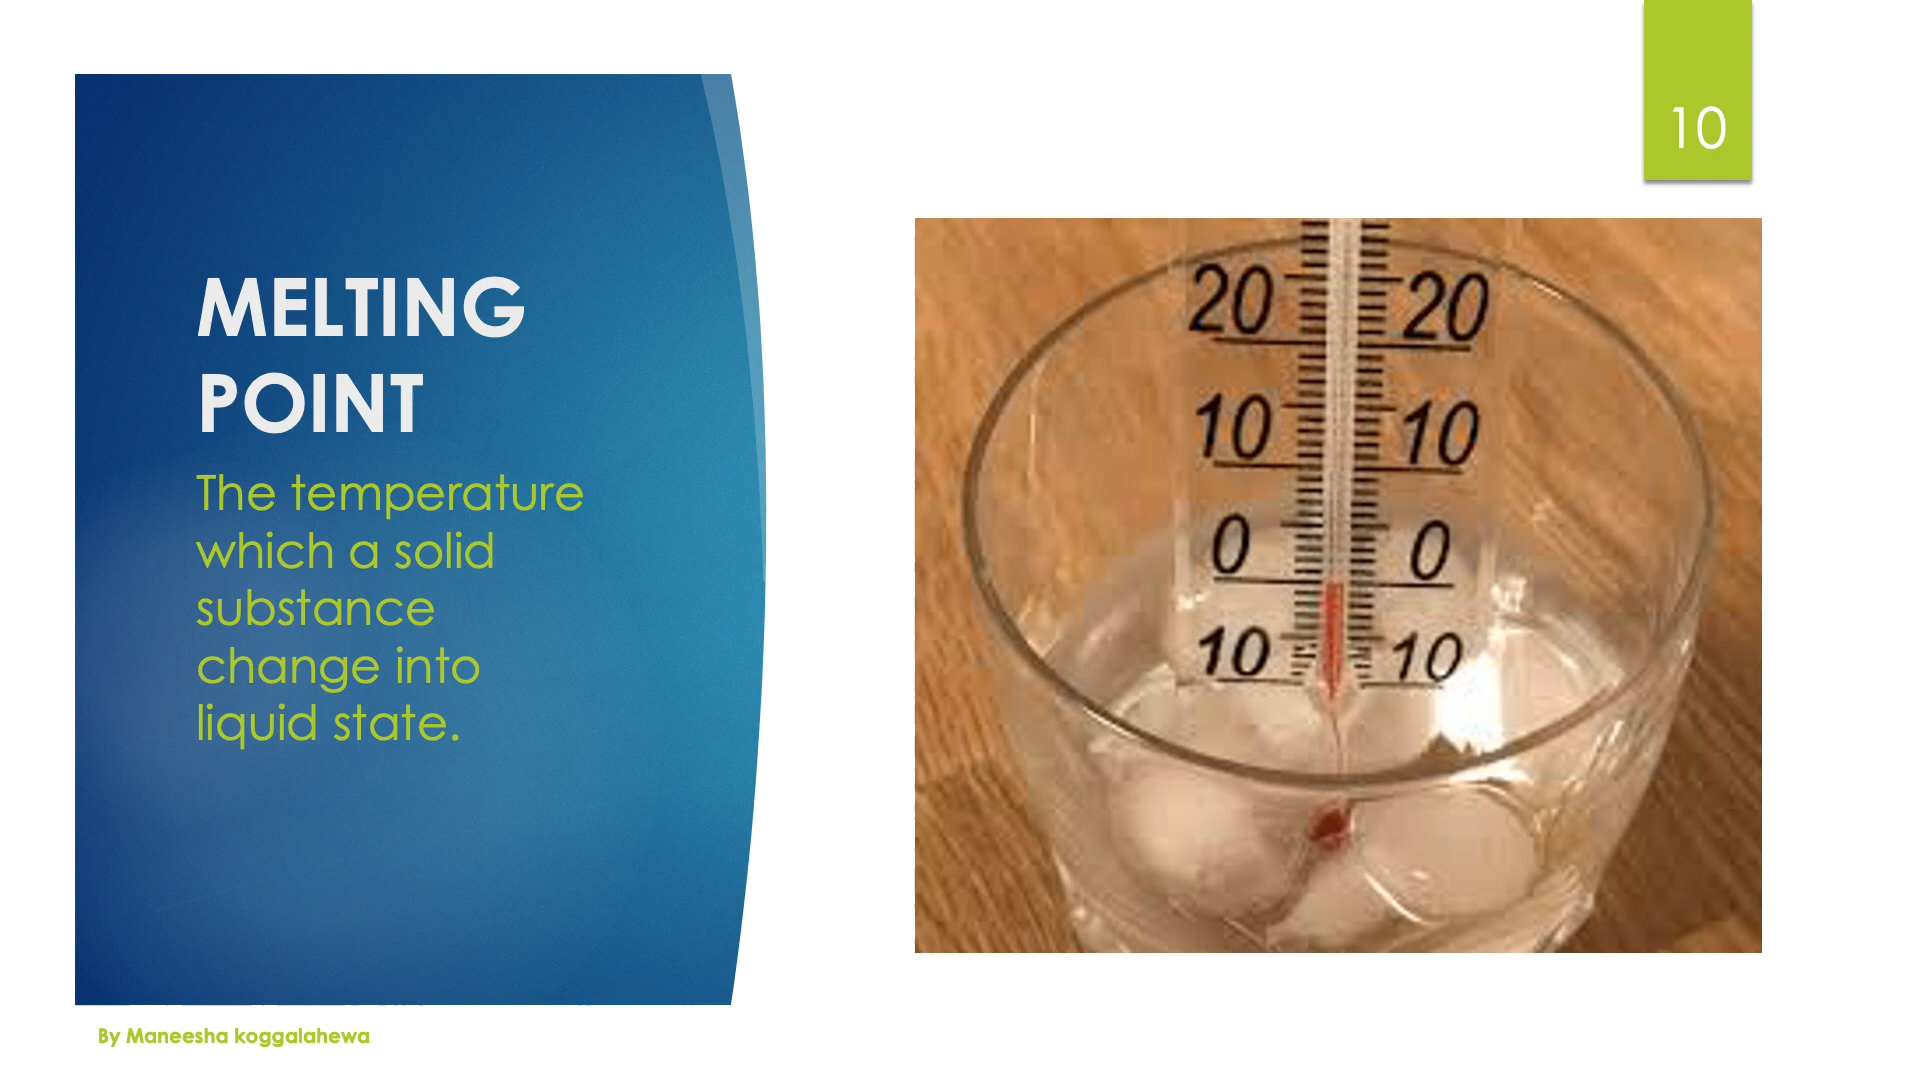 10
MELTING
POINT
The temperature
which a solid
substance
change into
liquid state.
20 20
10 10
0 0
10 10
By Maneesha koggalahewa